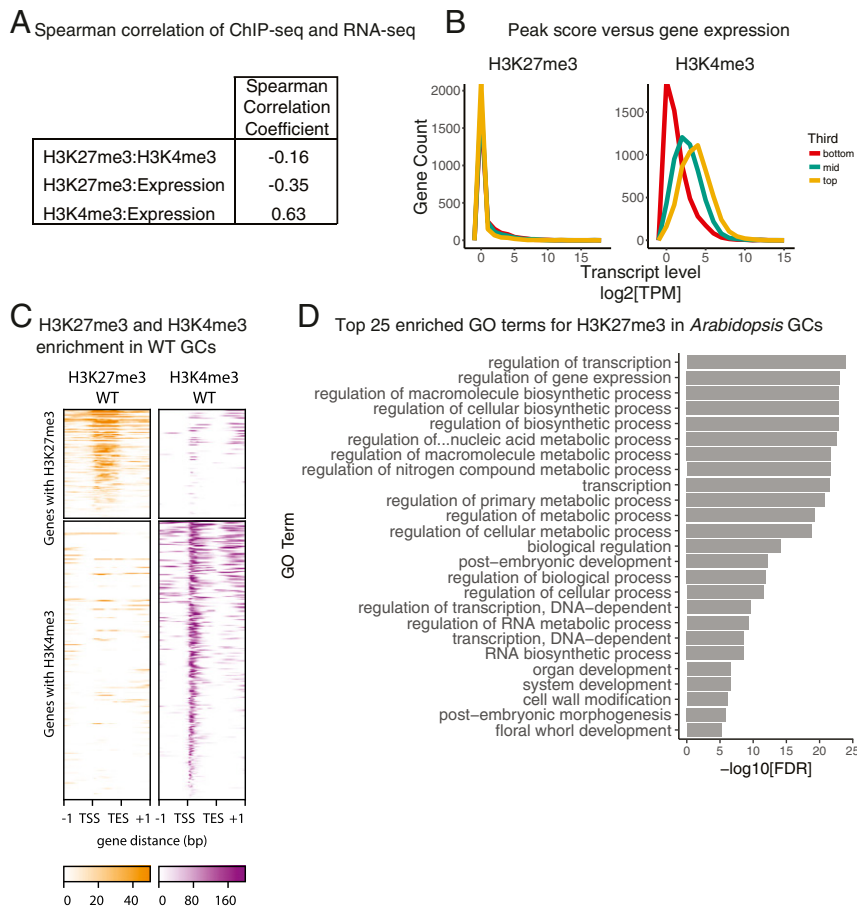 A Spearman correlation of ChIP-seq and RNA-seq
Spearman
Correlation
Coefficient
H3K27me3:H3K4me3 -0.16
H3K27me3:Expression -0.35
H3K4me3:Expression 0.63
B Peak score versus gene expression
H3K27me3 H3K4me3
Gene Count
2000
1500
1000
500
0
0 5 10 15
1500
1000
500
0
0 5 10 15
Transcript level
log2[TPM]
Third
bottom
mid
top
C H3K27me3 and H3K4me3
enrichment in WT GCs
H3K27me3 H3K4me3
WT WT
Genes with H3K27me3
Genes with H3K4me3
-1 TSS TES +1 -1 TSS TES +1
gene distance (bp)
0 20 40 0 80 160
D Top 25 enriched GO terms for H3K27me3 in Arabidopsis GCs
GO Term
regulation of transcription
regulation of gene expression
regulation of macromolecule biosynthetic process
regulation of cellular biosynthetic process
regulation of biosynthetic process
regulation of...nucleic acid metabolic process
regulation of macromolecule metabolic process
regulation of nitrogen compound metabolic process
transcription
regulation of primary metabolic process
regulation of metabolic process
regulation of cellular metabolic process
biological regulation
post−embryonic development
regulation of biological process
regulation of cellular process
regulation of transcription, DNA−dependent
regulation of RNA metabolic process
transcription, DNA−dependent
RNA biosynthetic process
organ development
system development
cell wall modification
post−embryonic morphogenesis
floral whorl development
0 5 10 15 20 25
−log10[FDR]